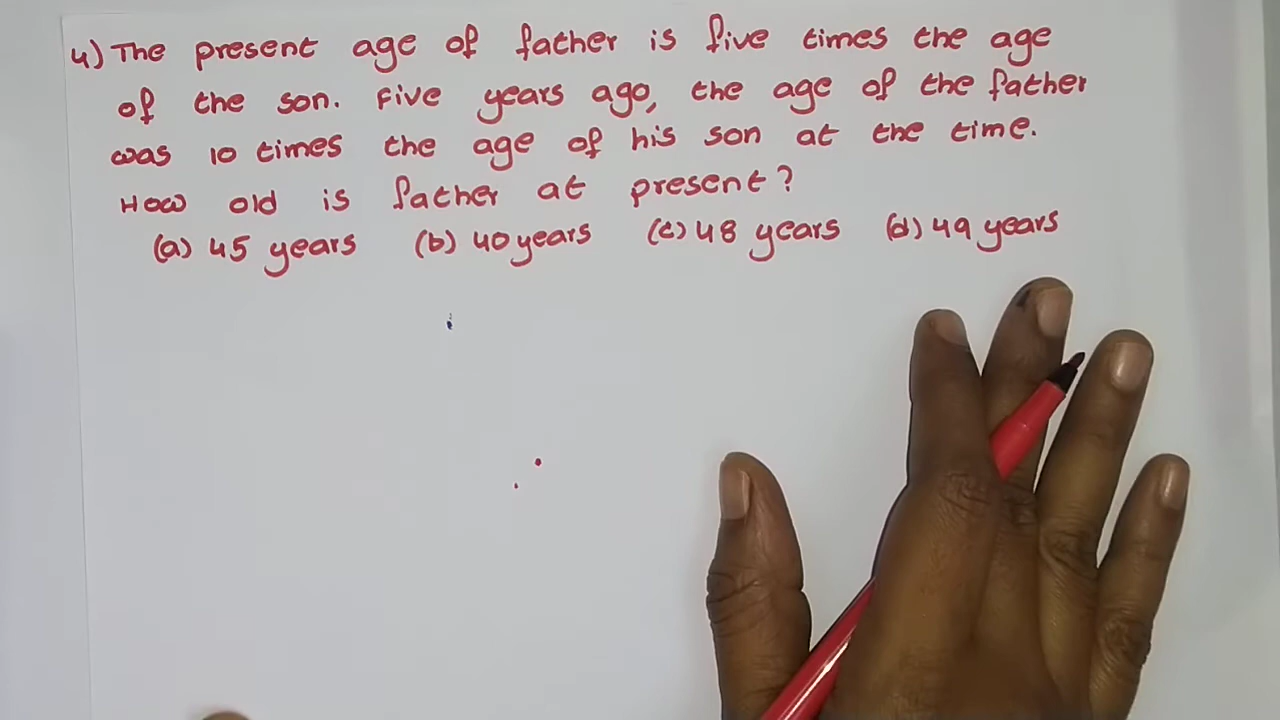 4) The present age of father is five times the age
of the son. Five years ago, the age of the father
was 10 times the age of his son at the time.
How old is father at present?
(a) 45 years (b) 40 years (c) 48 years (d) 49 years